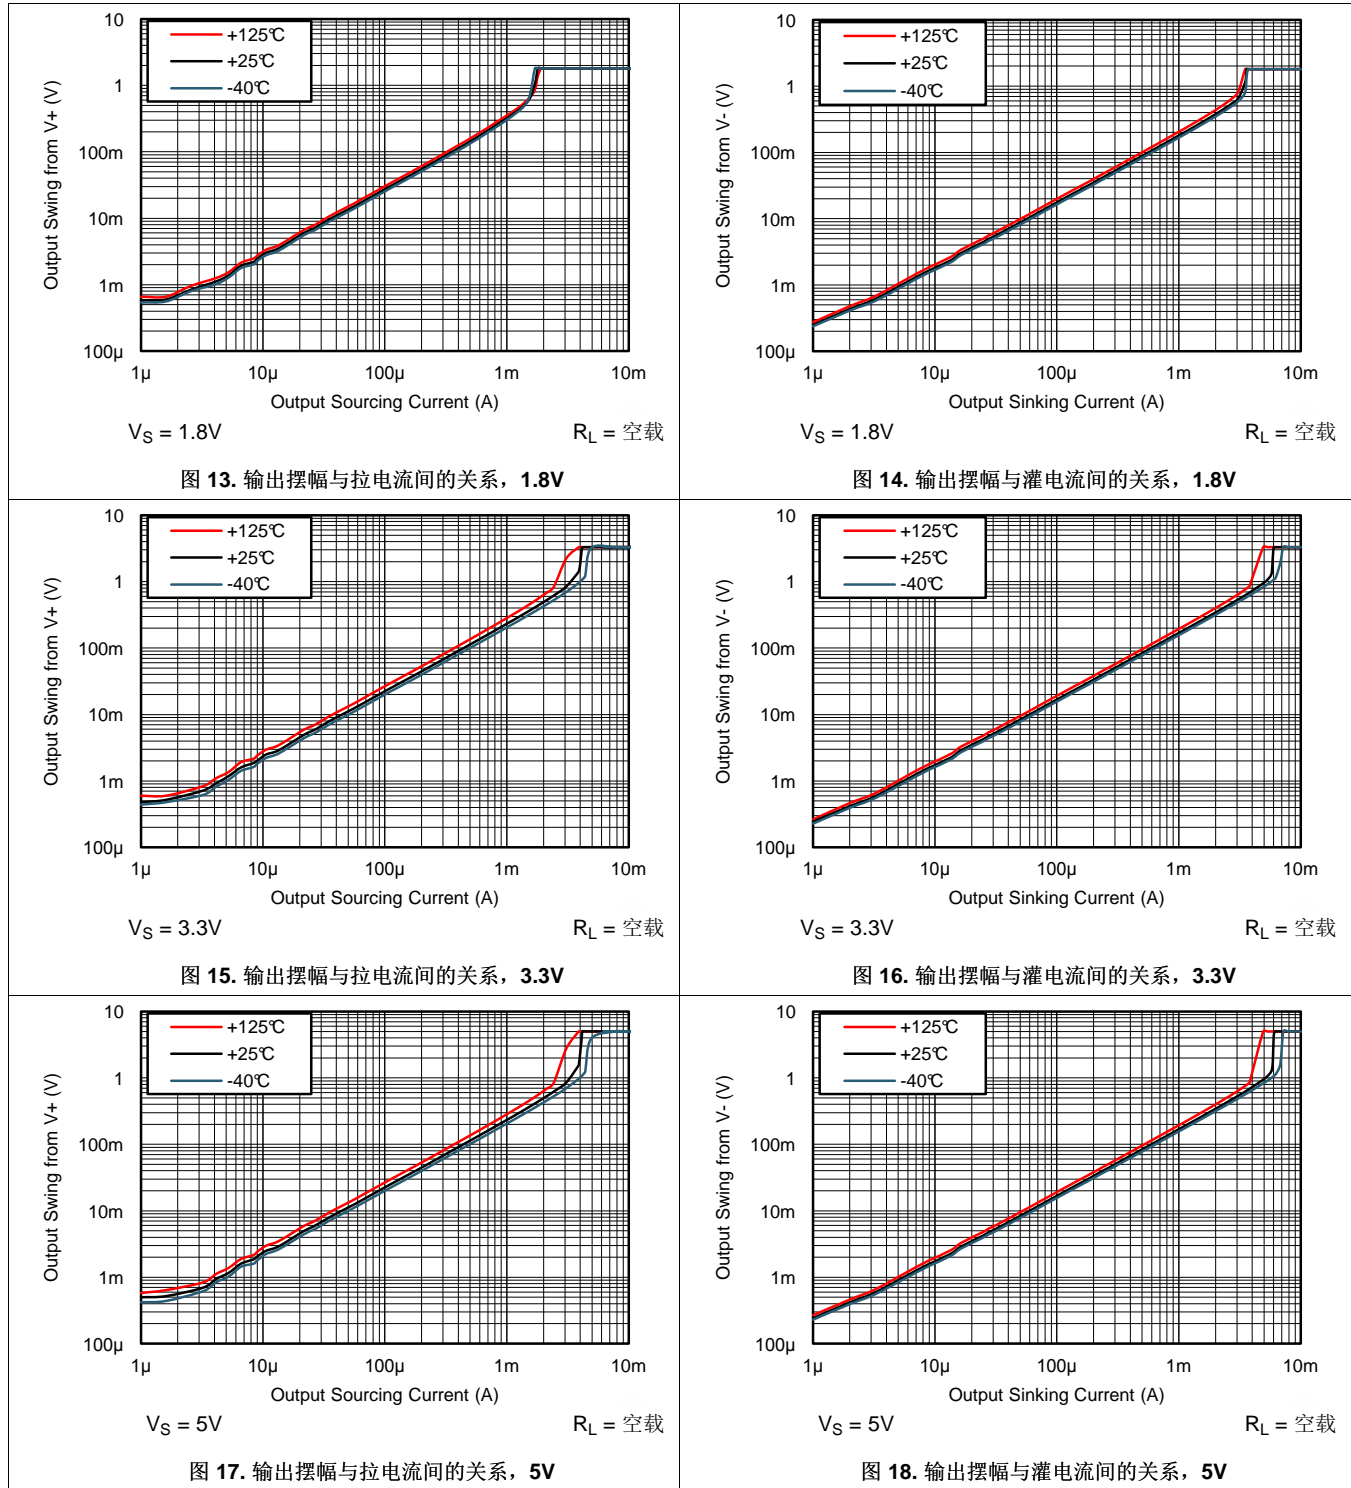 10
1
100m
10m
1m
100µ
Output Swing from V+ (V)
+125℃
+25℃
-40℃
1µ 10µ 100µ 1m 10m
Output Sourcing Current (A)
V_S = 1.8V R_L = 空载
图 13. 输出摆幅与拉电流间的关系，1.8V
10
1
100m
10m
1m
100µ
Output Swing from V- (V)
+125℃
+25℃
-40℃
1µ 10µ 100µ 1m 10m
Output Sinking Current (A)
V_S = 1.8V R_L = 空载
图 14. 输出摆幅与灌电流间的关系，1.8V
10
1
100m
10m
1m
100µ
Output Swing from V+ (V)
+125℃
+25℃
-40℃
1µ 10µ 100µ 1m 10m
Output Sourcing Current (A)
V_S = 3.3V R_L = 空载
图 15. 输出摆幅与拉电流间的关系，3.3V
10
1
100m
10m
1m
100µ
Output Swing from V- (V)
+125℃
+25℃
-40℃
1µ 10µ 100µ 1m 10m
Output Sinking Current (A)
V_S = 3.3V R_L = 空载
图 16. 输出摆幅与灌电流间的关系，3.3V
10
1
100m
10m
1m
100µ
Output Swing from V+ (V)
+125℃
+25℃
-40℃
1µ 10µ 100µ 1m 10m
Output Sourcing Current (A)
V_S = 5V R_L = 空载
图 17. 输出摆幅与拉电流间的关系，5V
10
1
100m
10m
1m
100µ
Output Swing from V- (V)
+125℃
+25℃
-40℃
1µ 10µ 100µ 1m 10m
Output Sinking Current (A)
V_S = 5V R_L = 空载
图 18. 输出摆幅与灌电流间的关系，5V